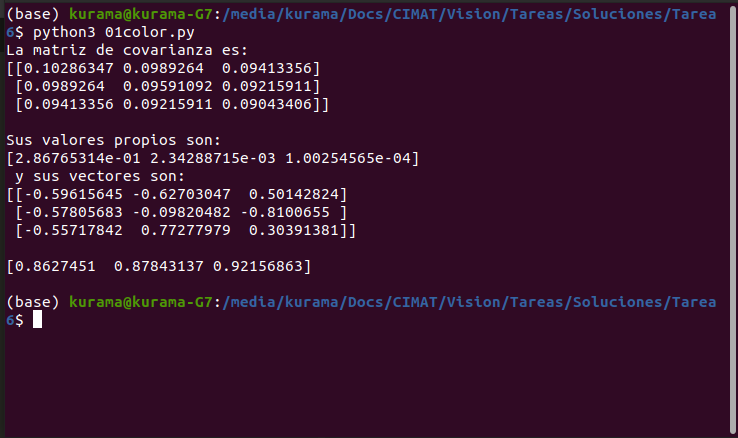 (base) kurama@kurama-G7:/media/kurama/Docs/CIMAT/Vision/Tareas/Soluciones/Tarea
6$ python3 01color.py
La matriz de covarianza es:
[[0.10286347 0.0989264  0.09413356]
 [0.0989264  0.09591092 0.09215911]
 [0.09413356 0.09215911 0.09043406]]
Sus valores propios son:
[2.86765314e-01 2.34288715e-03 1.00254565e-04]
 y sus vectores son:
[[-0.59615645 -0.62703047  0.50142824]
 [-0.57805683 -0.09820482 -0.8100655 ]
 [-0.55717842  0.77277979  0.30391381]]
[0.8627451  0.87843137 0.92156863]
(base) kurama@kurama-G7:/media/kurama/Docs/CIMAT/Vision/Tareas/Soluciones/Tarea
6$